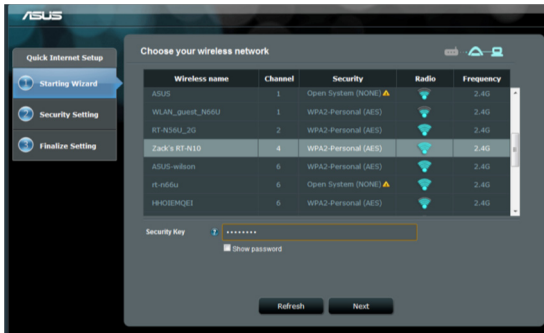 ASUS
Quick Internet Setup
1 Starting Wizard
2 Security Setting
3 Finalize Setting
Choose your wireless network
Wireless name Channel Security Radio Frequency
ASUS 1 Open System (NONE) 2.4G
WLAN_guest_N66U 1 WPA2-Personal (AES) 2.4G
RT-N56U_2G 2 WPA2-Personal (AES) 2.4G
Zack's RT-N10 4 WPA2-Personal (AES) 2.4G
ASUS-wilson 6 WPA2-Personal (AES) 2.4G
rt-n66u 6 Open System (NONE) 2.4G
HHOIEMQEI 6 WPA2-Personal (AES) 2.4G
Security Key ? ••••••••
Show password
Refresh Next